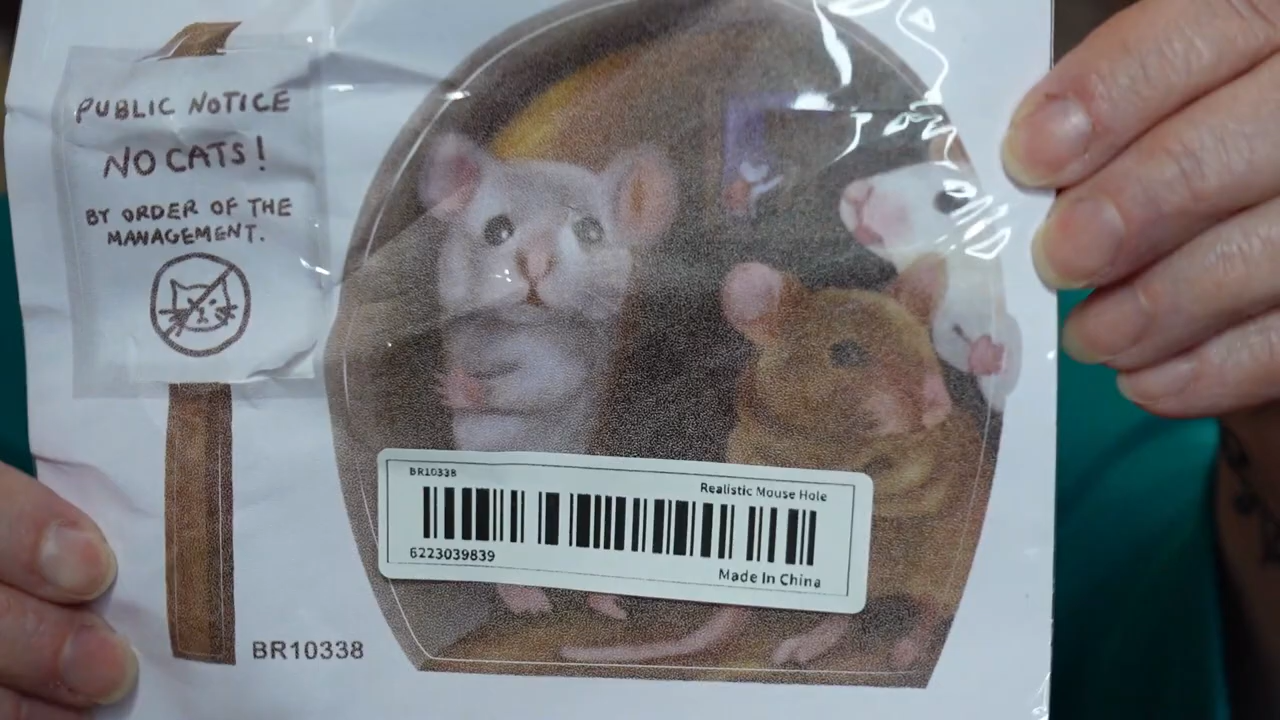 PUBLIC NOTICE
NO CATS!
BY ORDER OF THE
MANAGEMENT.
BR10338
Realistic Mouse Hole
6223039839
Made In China
BR10338